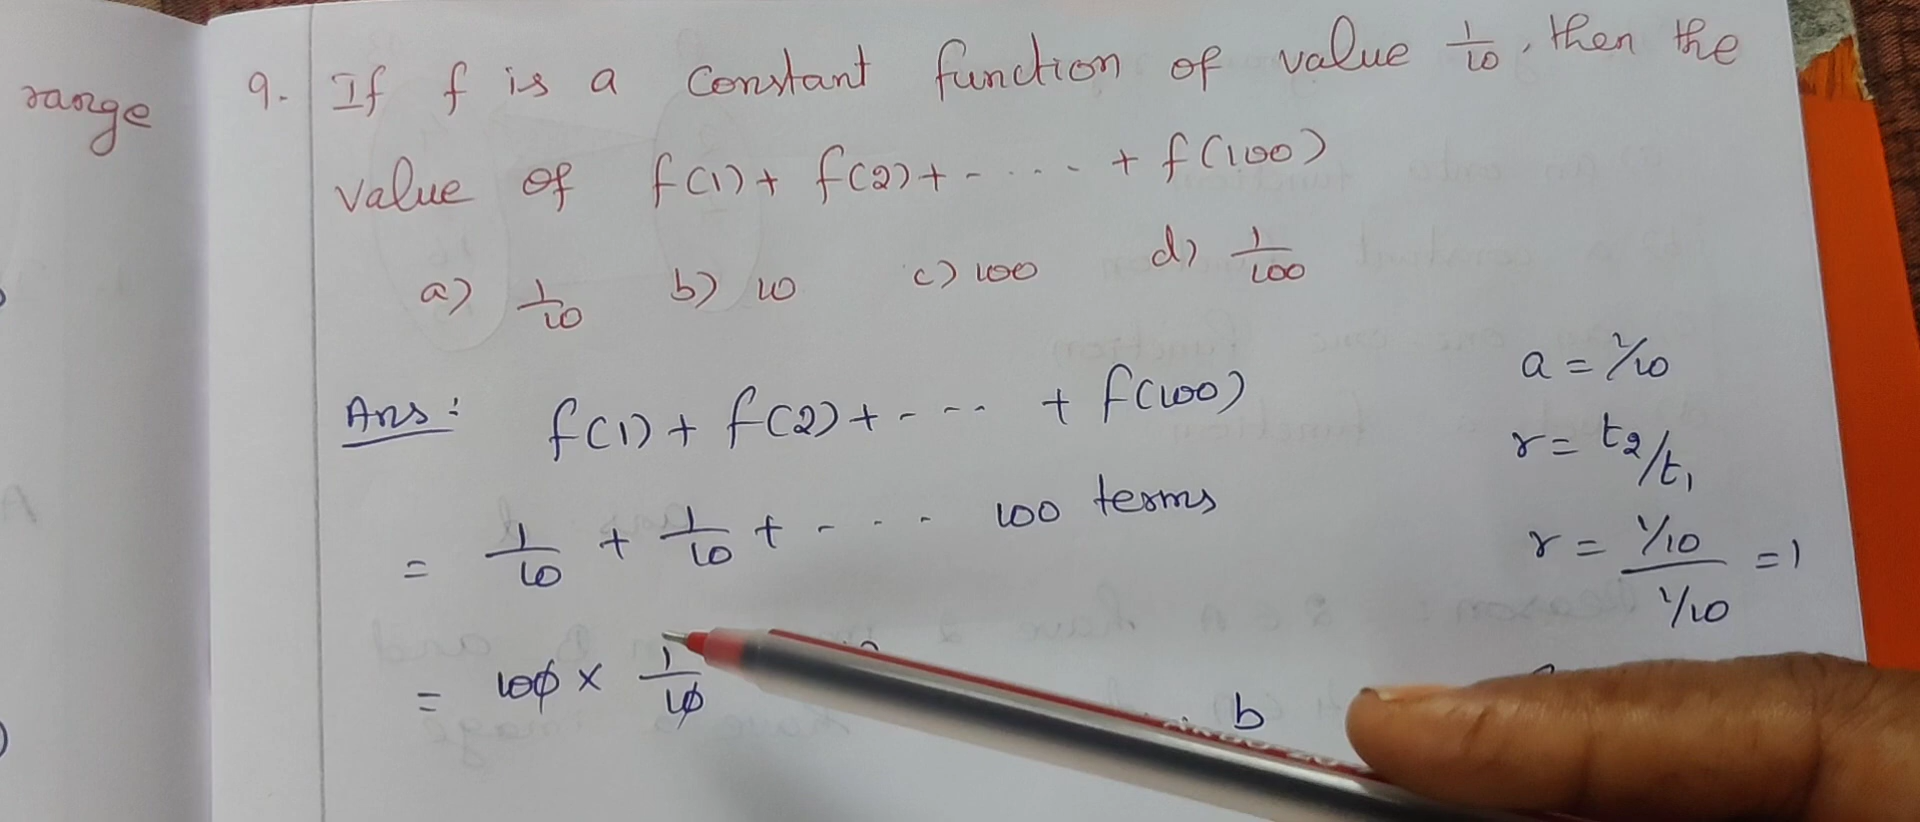 range
9. If f is a constant function of value 1/10, then the
value of f(1) + f(2) + - . . . - + f(100)
a) 1/10 b) 10 c) 100 d) 1/100
Ans: f(1) + f(2) + - - - - + f(100)
= 1/10 + 1/10 + - - - - 100 terms
= 100 × 1/10
b
a = 1/10
r = t₂/t₁
r = (1/10)/(1/10) = 1